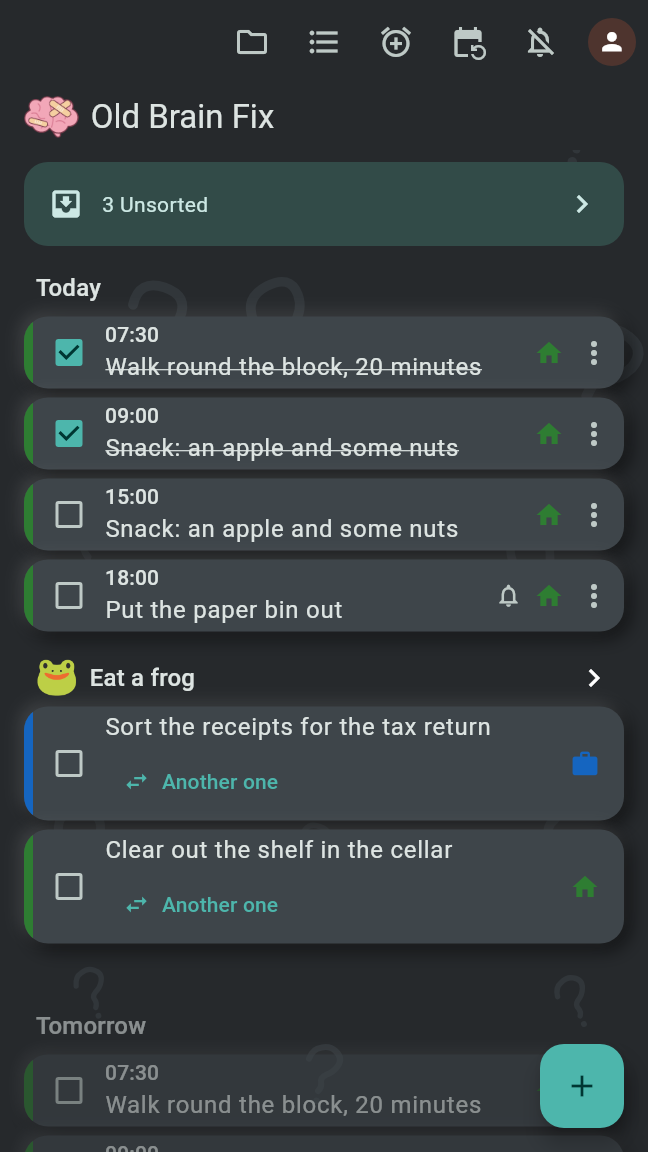 Old Brain Fix
3 Unsorted
Today
07:30
Walk round the block, 20 minutes
09:00
Snack: an apple and some nuts
15:00
Snack: an apple and some nuts
18:00
Put the paper bin out
Eat a frog
Sort the receipts for the tax return
Another one
Clear out the shelf in the cellar
Another one
Tomorrow
07:30
Walk round the block, 20 minutes